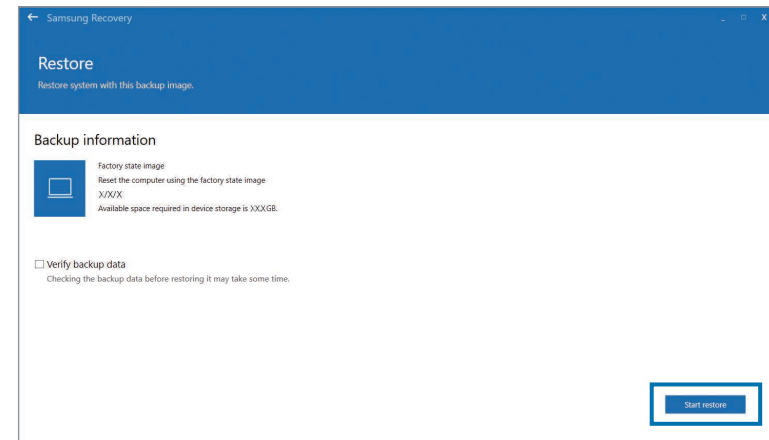 ← Samsung Recovery
Restore
Restore system with this backup image.
Backup information
Factory state image
Reset the computer using the factory state image
X/X/X
Available space required in device storage is XXXGB.
Verify backup data
Checking the backup data before restoring it may take some time.
Start restore